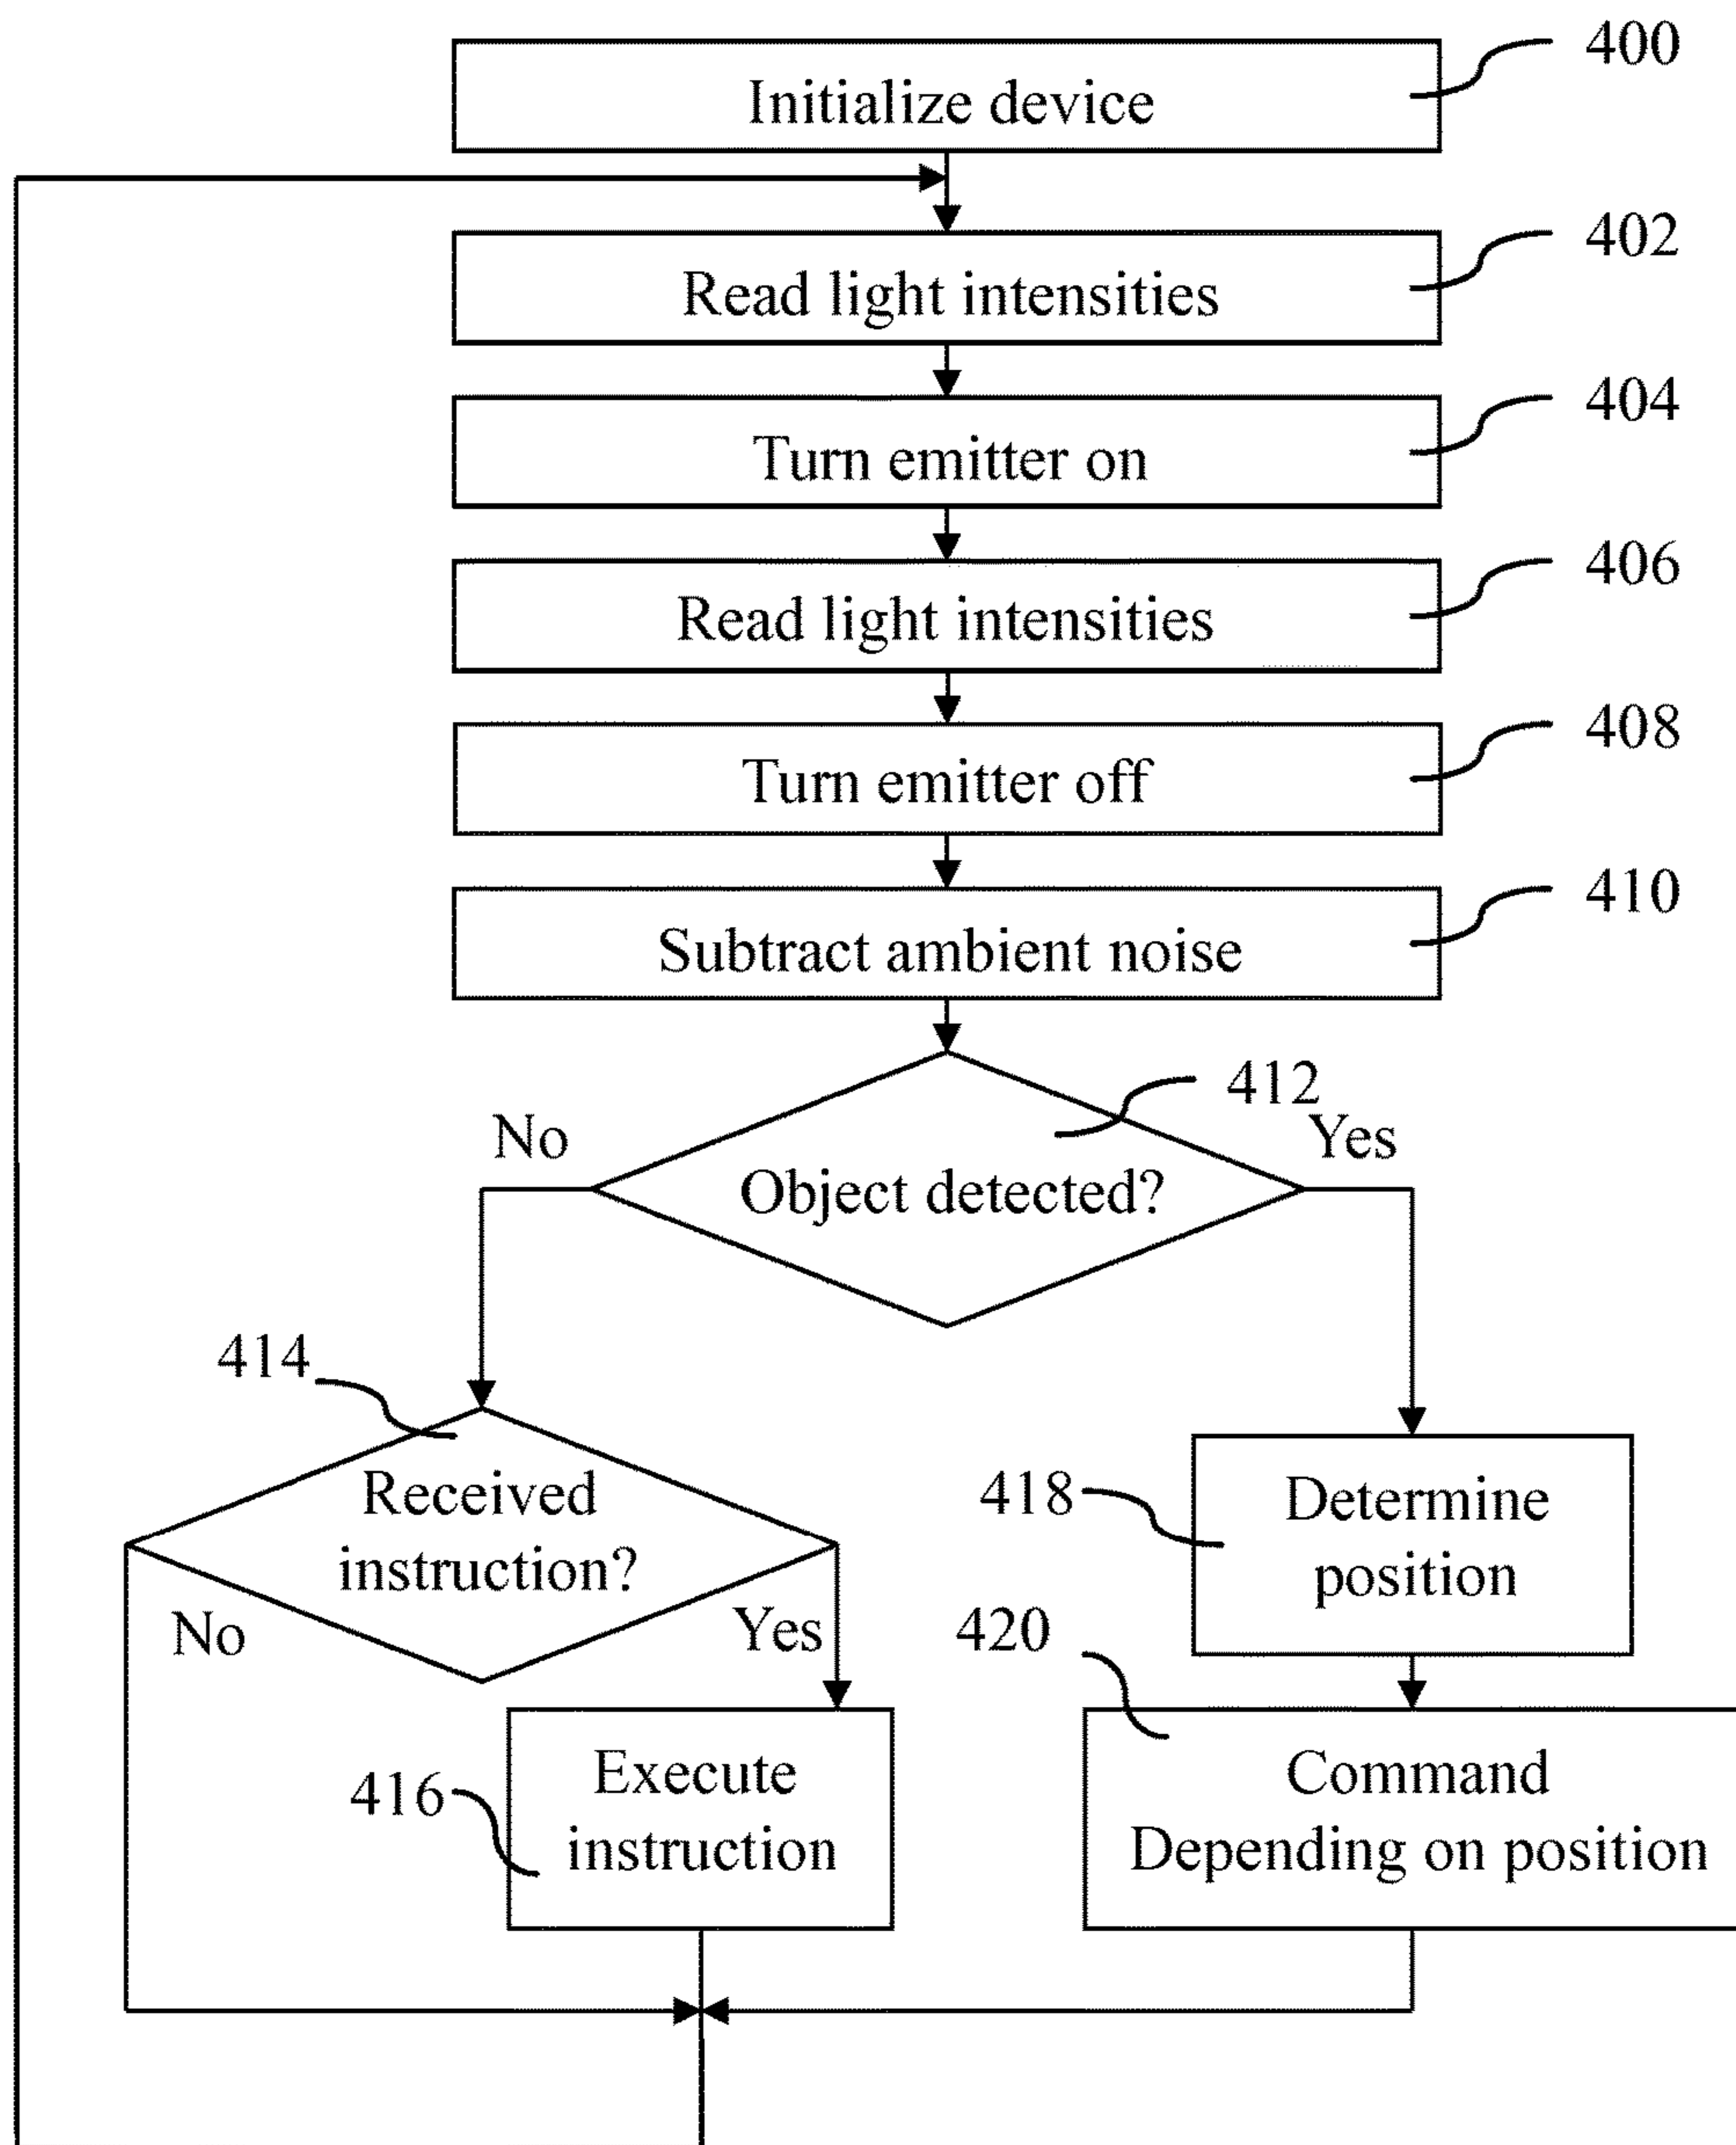 400
Initialize device
402
Read light intensities
404
Turn emitter on
406
Read light intensities
408
Turn emitter off
410
Subtract ambient noise
412
No
Yes
Object detected?
414
Received
instruction?
No
Yes
418
Determine
position
420
416
Execute
instruction
Command
Depending on position